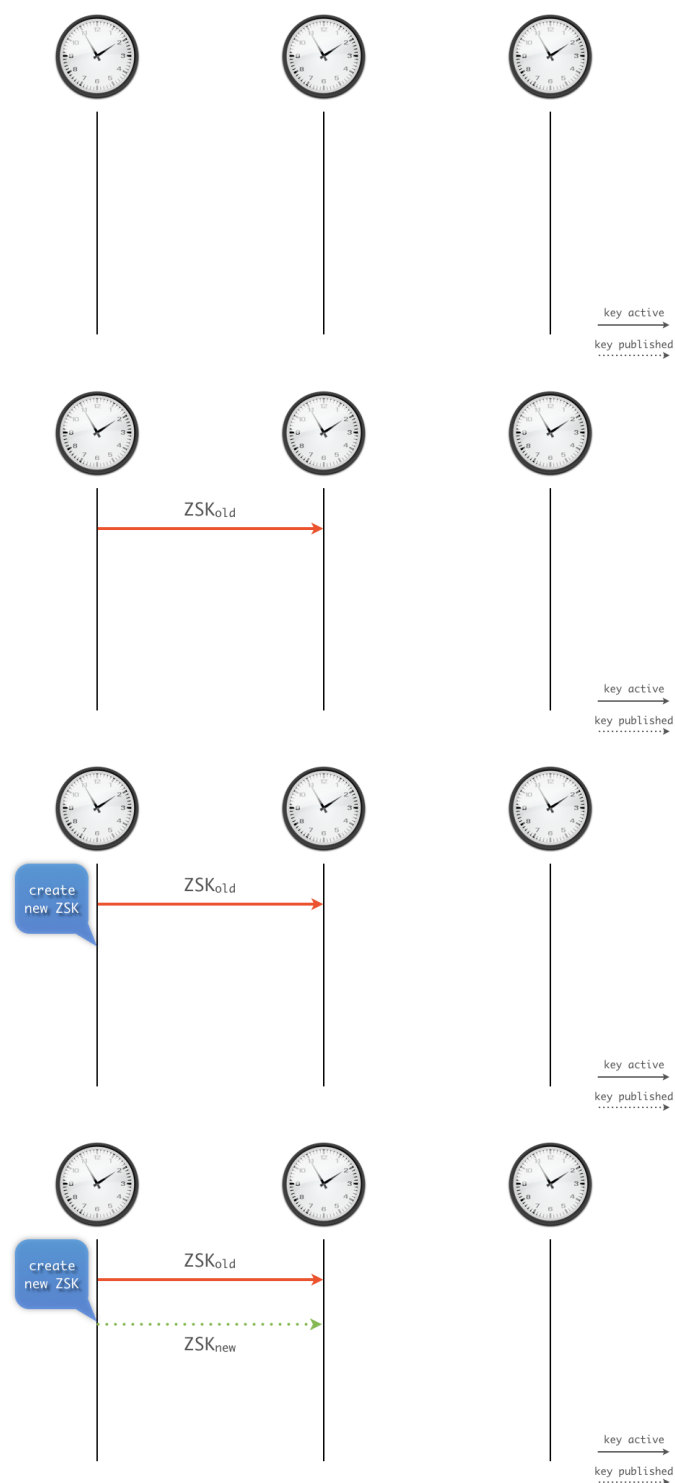 key active
key published
ZSKold
key active
key published
create
new ZSK
ZSKold
key active
key published
create
new ZSK
ZSKold
ZSKnew
key active
key published